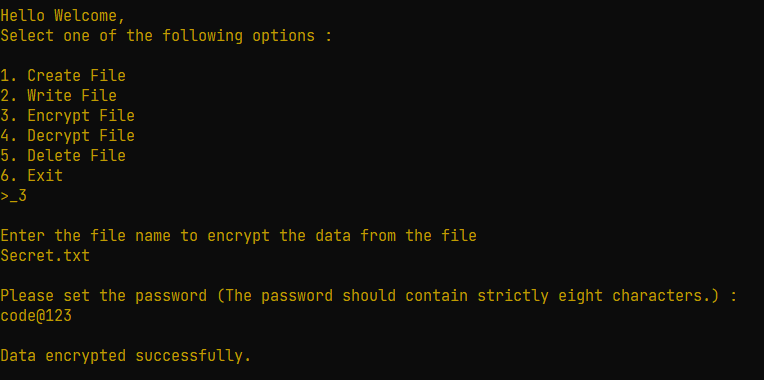 Hello Welcome,
Select one of the following options :
1. Create File
2. Write File
3. Encrypt File
4. Decrypt File
5. Delete File
6. Exit
>_3
Enter the file name to encrypt the data from the file
Secret.txt
Please set the password (The password should contain strictly eight characters.) :
code@123
Data encrypted successfully.